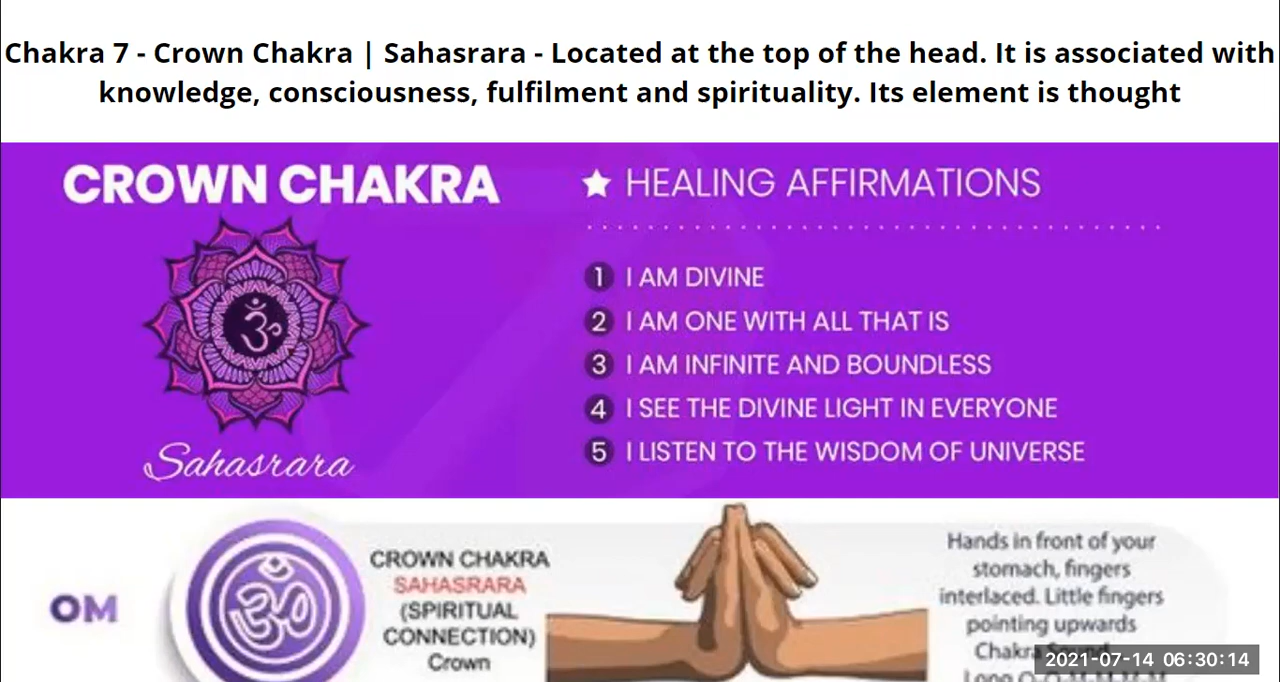 Chakra 7 - Crown Chakra | Sahasrara - Located at the top of the head. It is associated with
knowledge, consciousness, fulfilment and spirituality. Its element is thought
CROWN CHAKRA
Sahasrara
★ HEALING AFFIRMATIONS
1 I AM DIVINE
2 I AM ONE WITH ALL THAT IS
3 I AM INFINITE AND BOUNDLESS
4 I SEE THE DIVINE LIGHT IN EVERYONE
5 I LISTEN TO THE WISDOM OF UNIVERSE
OM
CROWN CHAKRA
SAHASRARA
(SPIRITUAL
CONNECTION)
Crown
Hands in front of your
stomach, fingers
interlaced. Little fingers
pointing upwards
Chakra
Long
2021-07-14 06:30:14